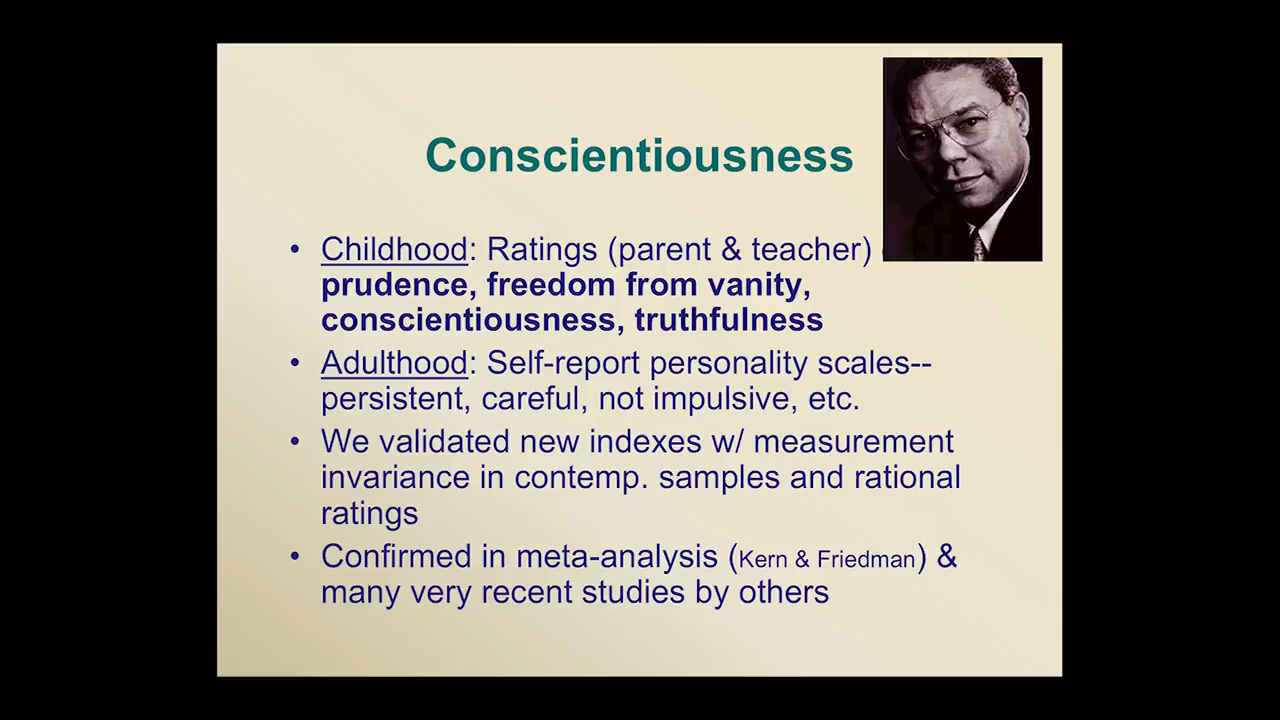 Conscientiousness
• Childhood: Ratings (parent & teacher)
prudence, freedom from vanity,
conscientiousness, truthfulness
• Adulthood: Self-report personality scales--
persistent, careful, not impulsive, etc.
• We validated new indexes w/ measurement
invariance in contemp. samples and rational
ratings
• Confirmed in meta-analysis (Kern & Friedman) &
many very recent studies by others